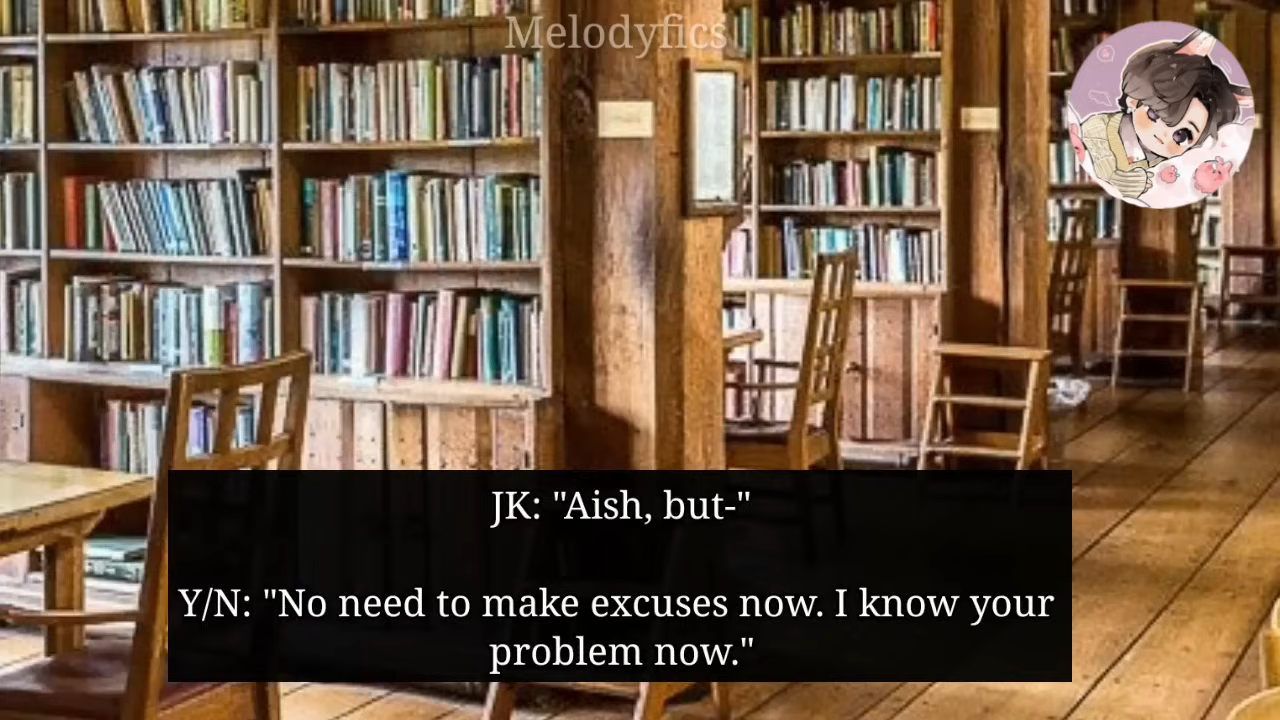 Melodyfics
JK: "Aish, but-"
Y/N: "No need to make excuses now. I know your
problem now."